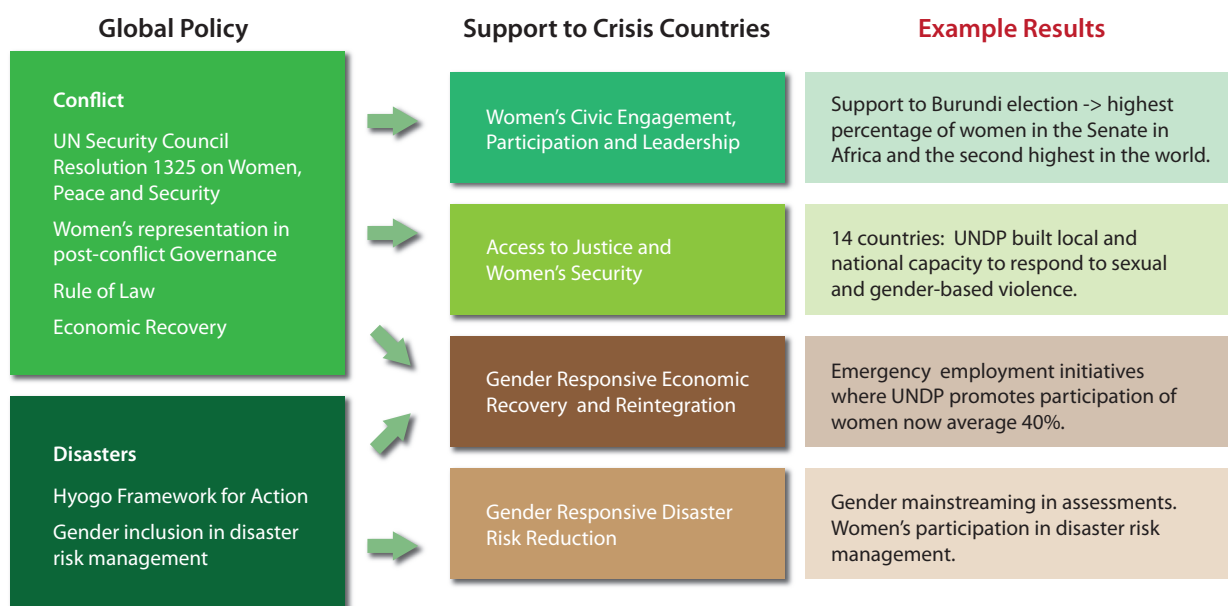 Global Policy
Conflict
UN Security Council
Resolution 1325 on Women,
Peace and Security
Women's representation in
post-conflict Governance
Rule of Law
Economic Recovery
Disasters
Hyogo Framework for Action
Gender inclusion in disaster
risk management
Support to Crisis Countries
Women's Civic Engagement,
Participation and Leadership
Access to Justice and
Women's Security
Gender Responsive Economic
Recovery and Reintegration
Gender Responsive Disaster
Risk Reduction
Example Results
Support to Burundi election -> highest
percentage of women in the Senate in
Africa and the second highest in the world.
14 countries: UNDP built local and
national capacity to respond to sexual
and gender-based violence.
Emergency employment initiatives
where UNDP promotes participation of
women now average 40%.
Gender mainstreaming in assessments.
Women's participation in disaster risk
management.